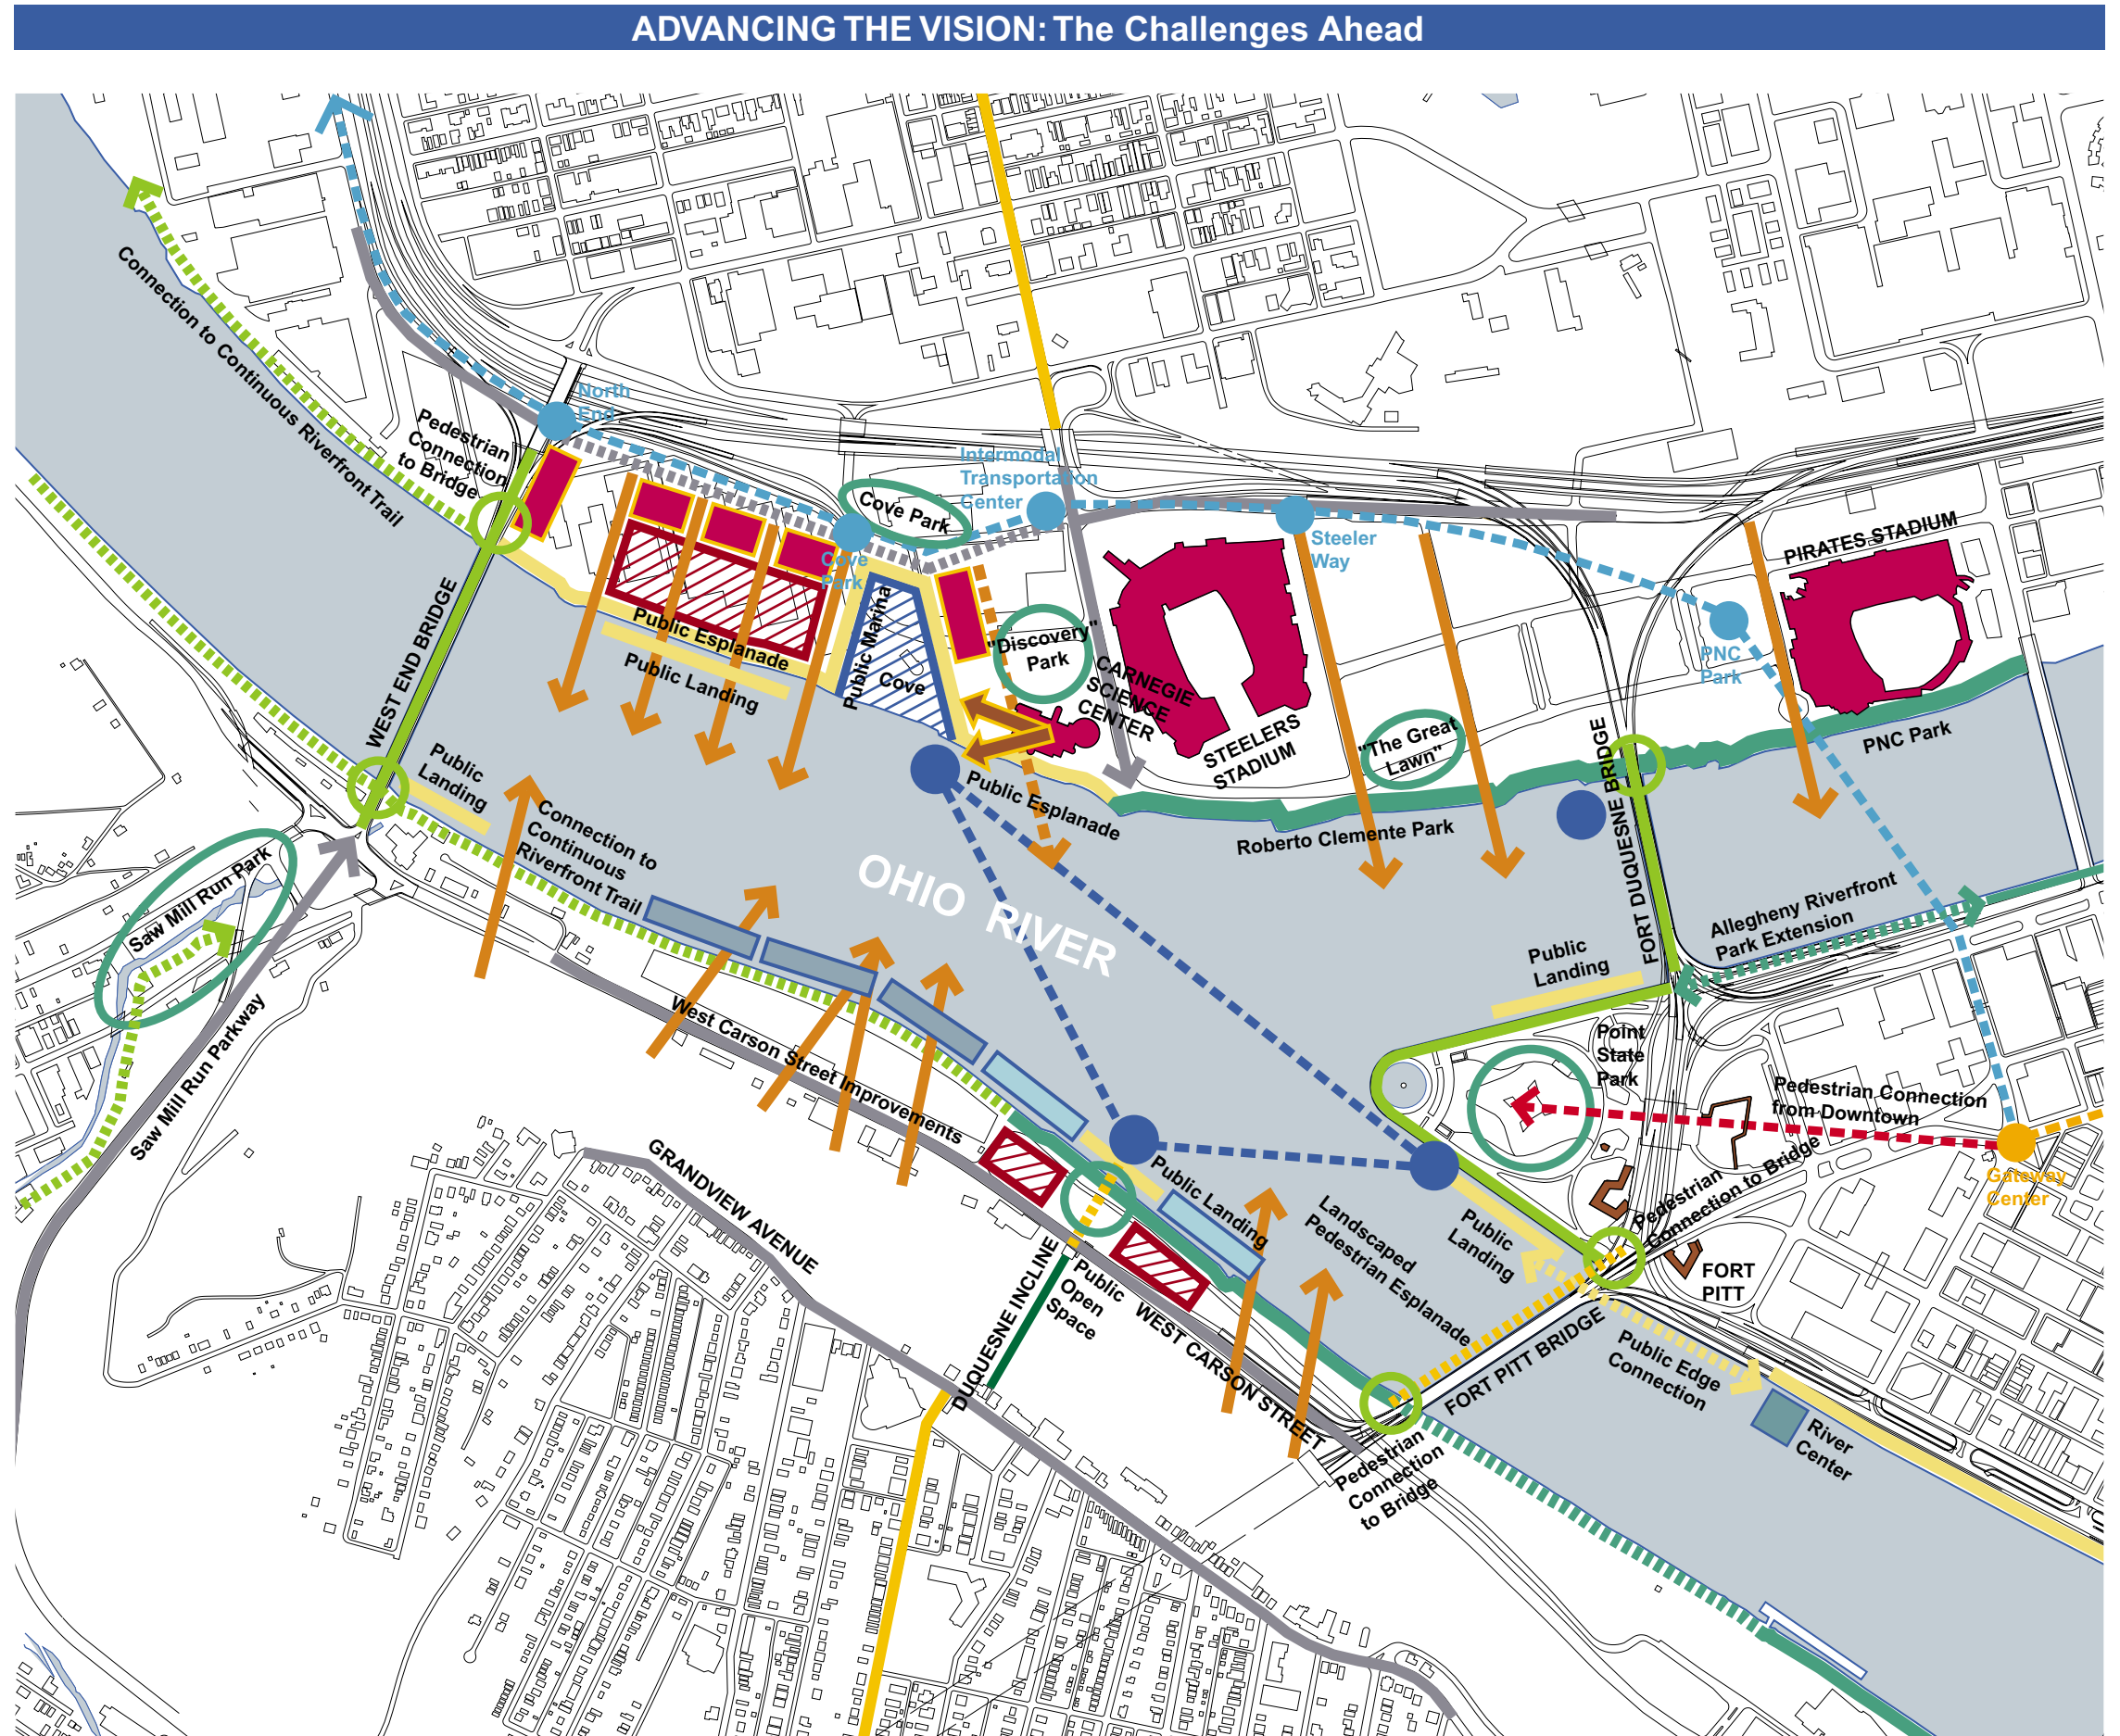 ADVANCING THE VISION: The Challenges Ahead
Connection to Continuous Riverfront Trail
Pedestrian
Connection
to Bridge
North
End
Cove Park
Intermodal
Transportation
Center
Steeler
Way
PIRATES STADIUM
Cove
Park
Public Esplanade
Public Landing
Public Marina
Cove
"Discovery"
Park
CARNEGIE
SCIENCE
CENTER
STEELERS
STADIUM
"The Great
Lawn"
PNC
Park
PNC Park
WEST END BRIDGE
Public
Landing
Connection to
Continuous
Riverfront Trail
Public Esplanade
Roberto Clemente Park
FORT DUQUESNE BRIDGE
OHIO RIVER
Allegheny Riverfront
Park Extension
Public
Landing
Saw Mill Run Park
Saw Mill Run Parkway
West Carson Street Improvements
Point
State
Park
Pedestrian Connection
from Downtown
Gateway
Center
GRANDVIEW AVENUE
Public Landing
Landscaped
Pedestrian Esplanade
Public
Landing
Pedestrian
Connection to Bridge
FORT
PITT
DUQUESNE INCLINE
Public
Open
Space
WEST CARSON STREET
FORT PITT BRIDGE
Public Edge
Connection
River
Center
Pedestrian
Connection
to Bridge